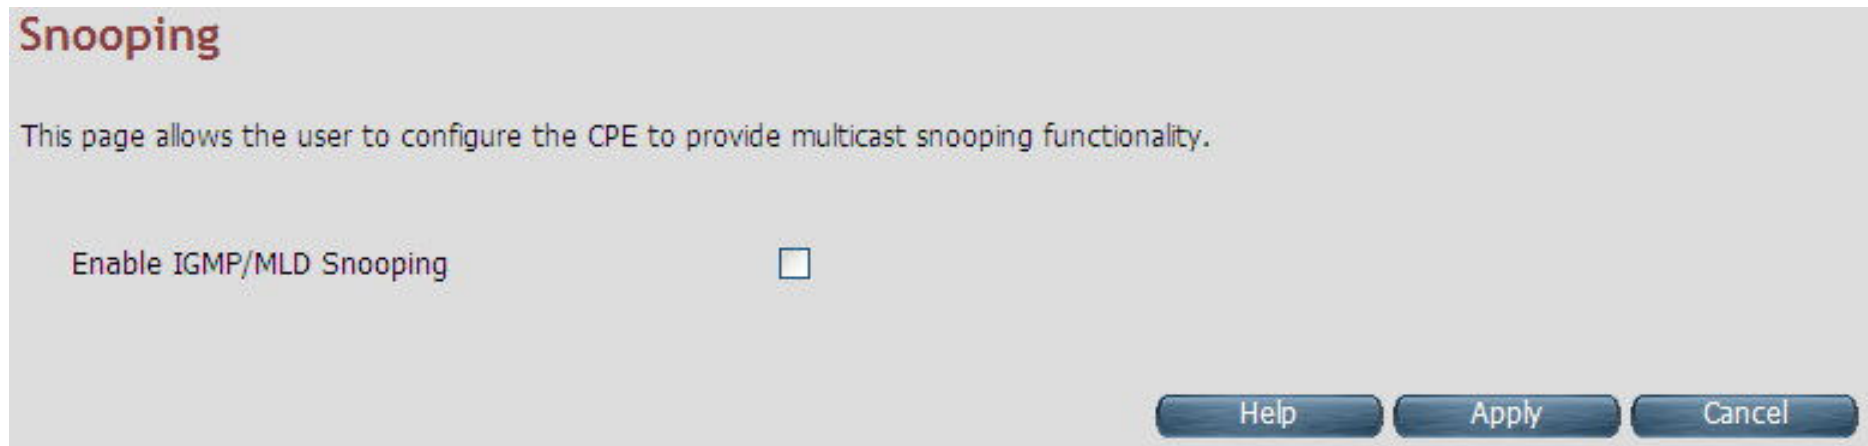 Snooping
This page allows the user to configure the CPE to provide multicast snooping functionality.
Enable IGMP/MLD Snooping
Help Apply Cancel